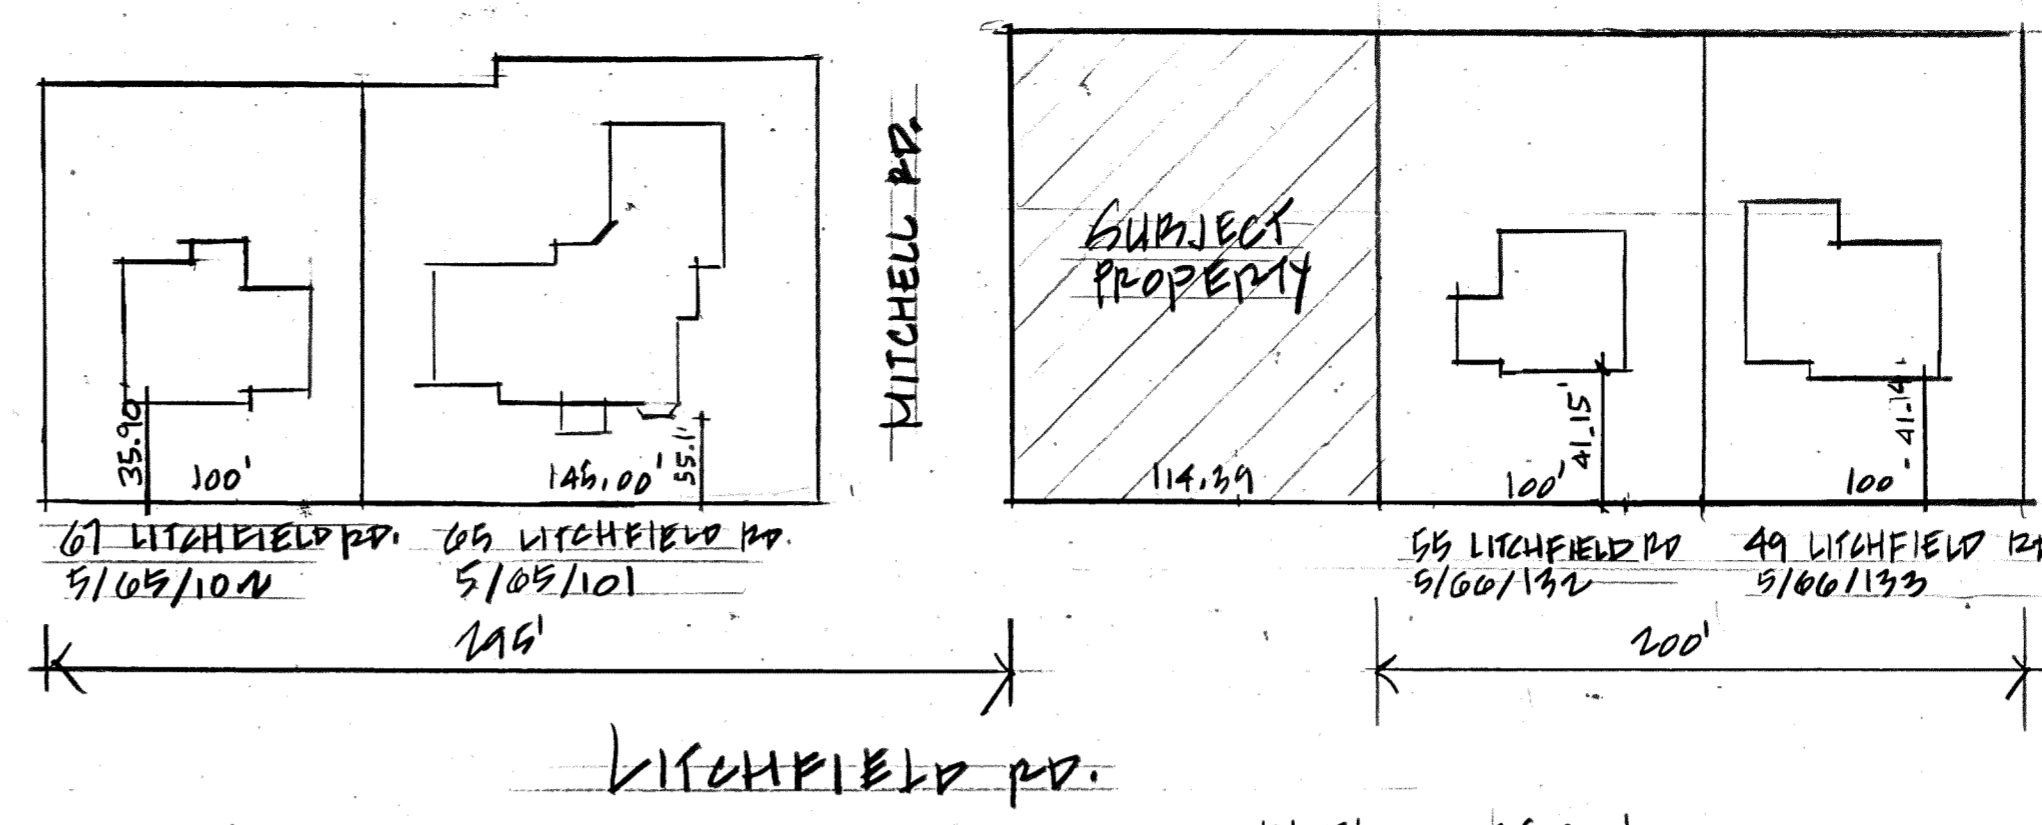 MITCHELL RD.
SUBJECT
PROPERTY
35.90
100'
145.00'
55.1'
114.39
100'
41.15'
100
41.14'
67 LITCHFIELD RD.
5/65/102
65 LITCHFIELD RD.
5/65/101
55 LITCHFIELD RD
5/66/132
49 LITCHFIELD RD
5/66/133
295'
200'
LITCHFIELD RD.